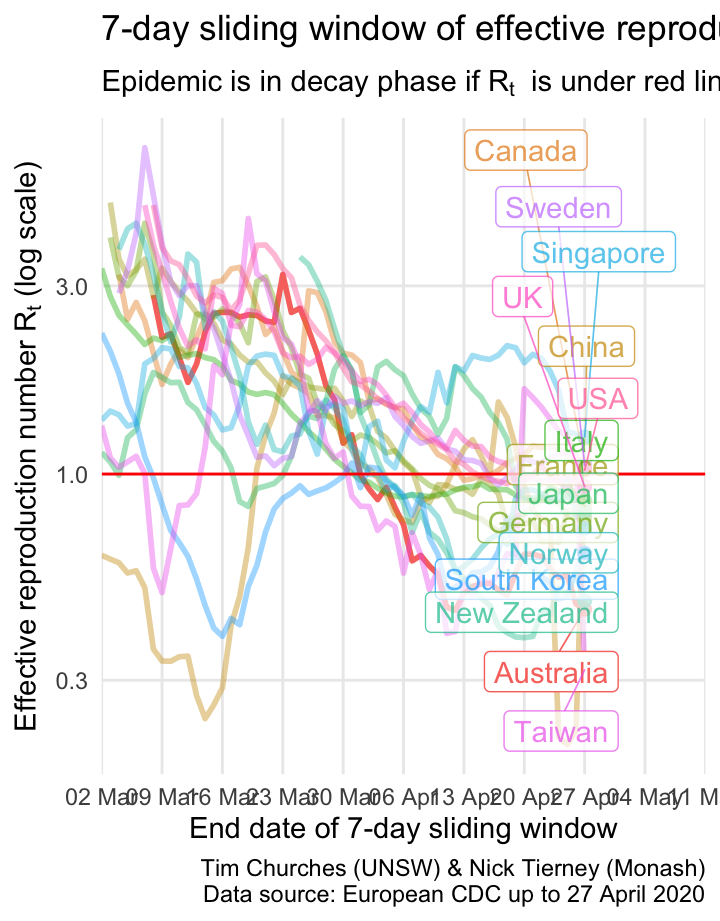 7-day sliding window of effective reprodu
Epidemic is in decay phase if Rt is under red lin
Effective reproduction number Rt (log scale)
3.0
1.0
0.3
Canada
Sweden
Singapore
UK
China
USA
Italy
France
Japan
Germany
Norway
South Korea
New Zealand
Australia
Taiwan
02 Mar 09 Mar 16 Mar 23 Mar 30 Mar 06 Apr 13 Apr 20 Apr 27 Apr 04 May 11 M
End date of 7-day sliding window
Tim Churches (UNSW) & Nick Tierney (Monash)
Data source: European CDC up to 27 April 2020